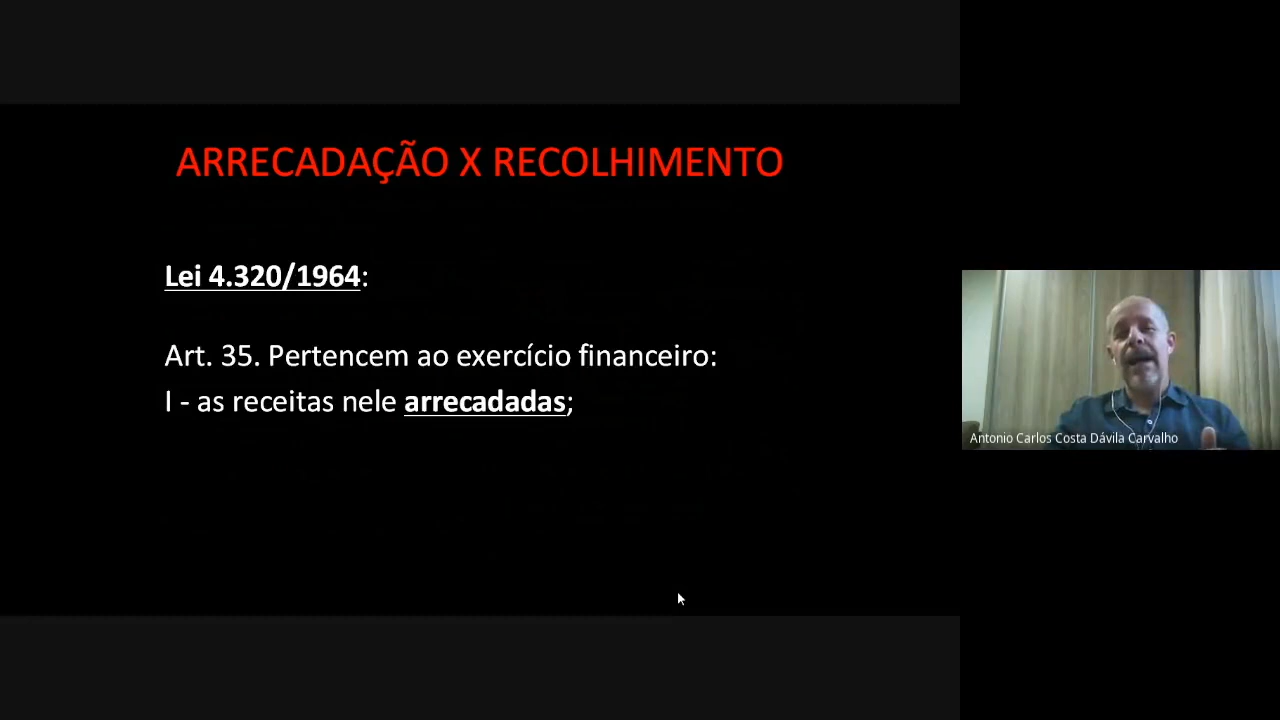 ARRECADAÇÃO X RECOLHIMENTO
Lei 4.320/1964:
Art. 35. Pertencem ao exercício financeiro:
I - as receitas nele arrecadadas;
Antonio Carlos Costa Dávila Carvalho